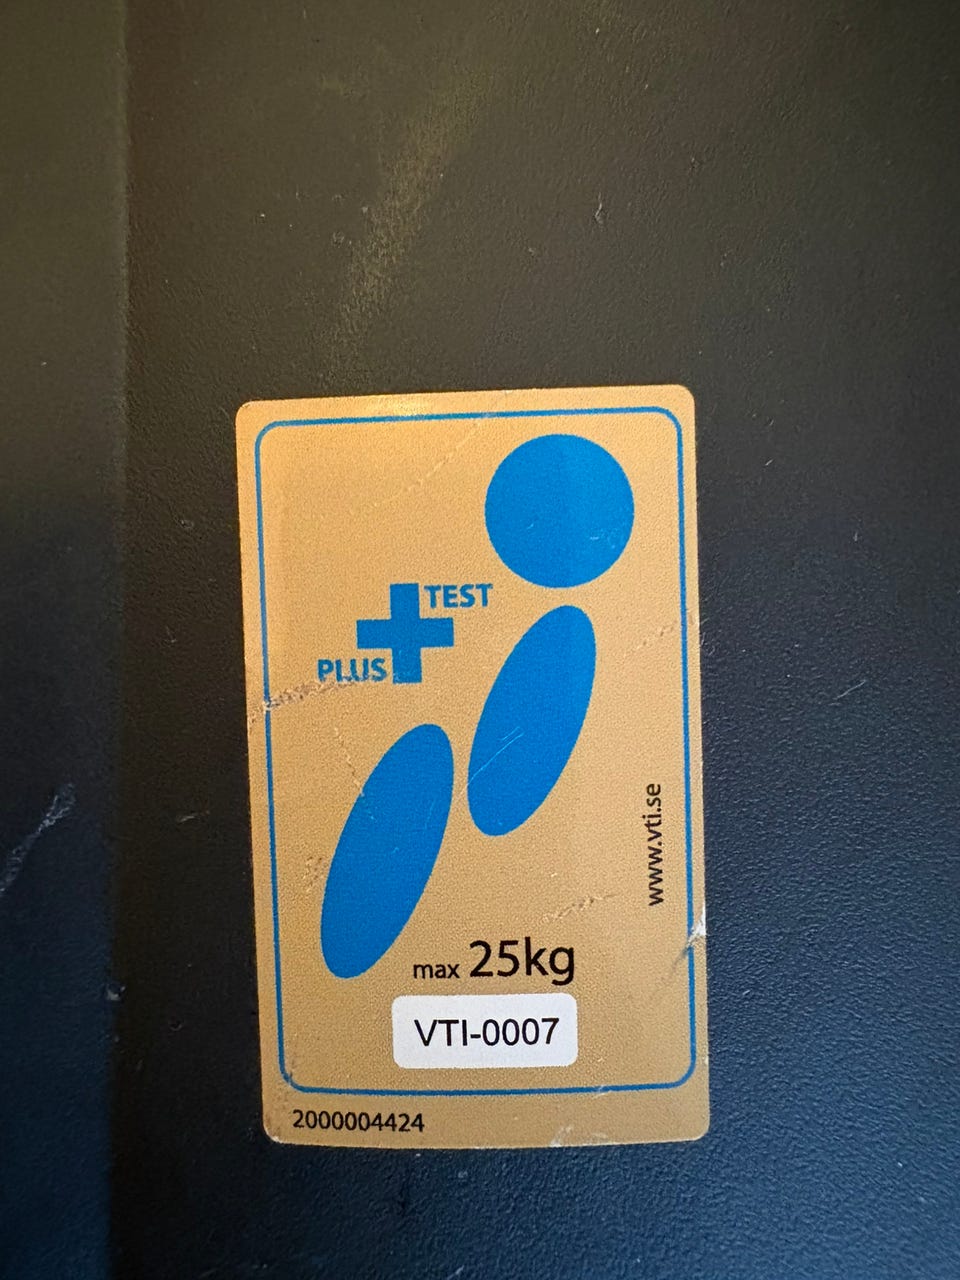 TEST
PLUS
www.vti.se
max 25kg
VTI-0007
2000004424